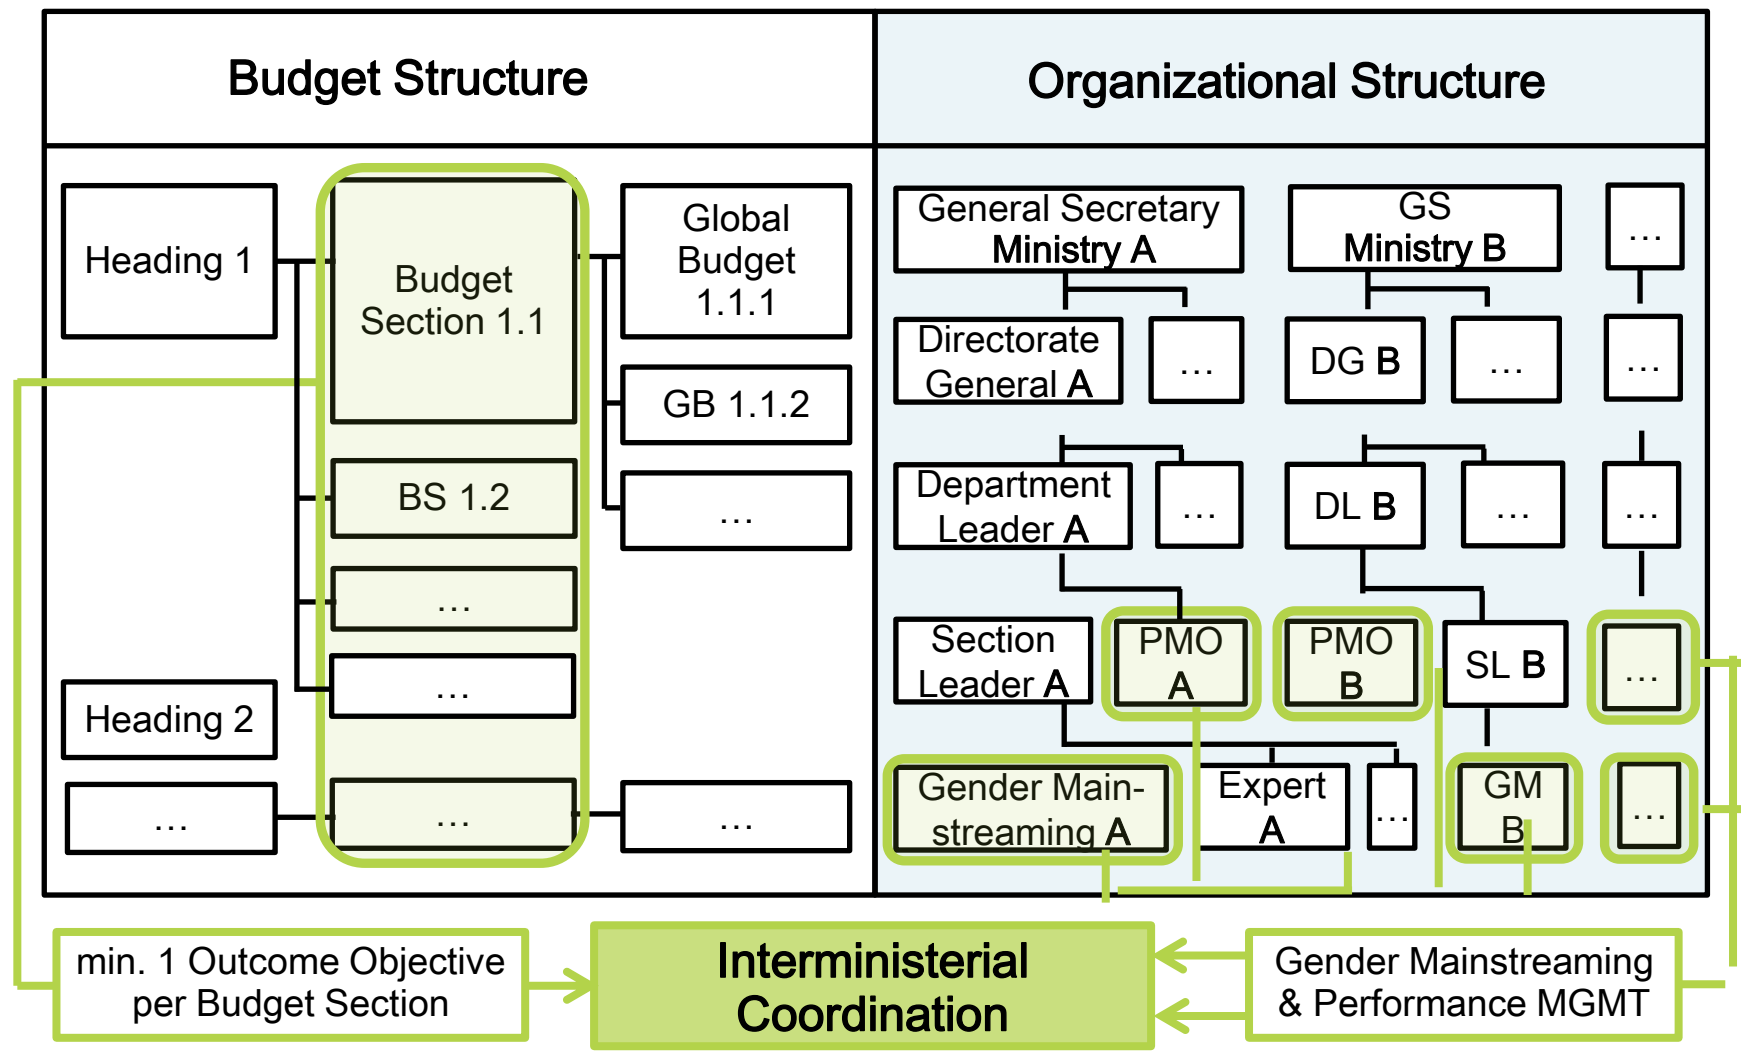 Budget Structure
Organizational Structure
Heading 1
Budget
Section 1.1
Global
Budget
1.1.1
GB 1.1.2
BS 1.2
...
...
...
Heading 2
...
...
...
General Secretary
Ministry A
GS
Ministry B
...
Directorate
General A
...
DG B
...
...
Department
Leader A
...
DL B
...
...
Section
Leader A
PMO
A
PMO
B
SL B
...
Gender Main-
streaming A
Expert
A
...
GM
B
...
min. 1 Outcome Objective
per Budget Section
Interministerial
Coordination
Gender Mainstreaming
& Performance MGMT